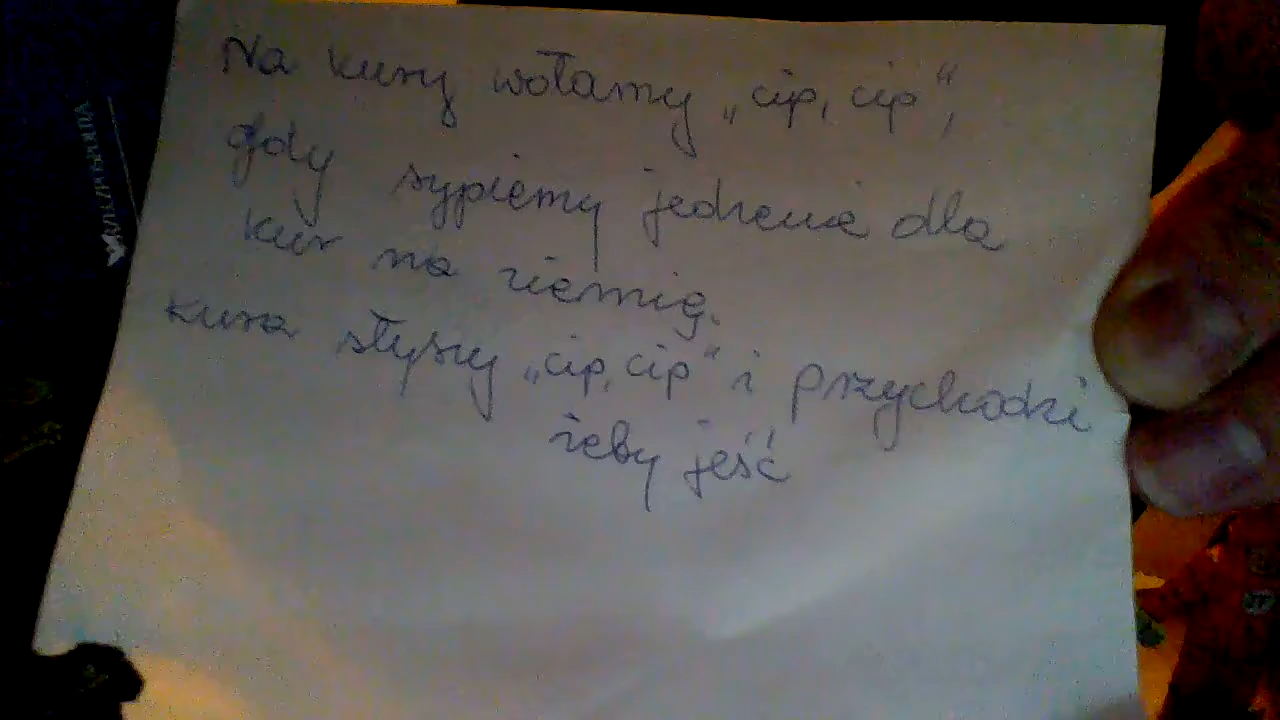 Na kury wołamy „cip, cip",
gdy sypiemy jedzenie dla
kur na ziemię.
kura słyszy „cip, cip" i przychodzi
żeby jeść
RZECZPOSPOLITA